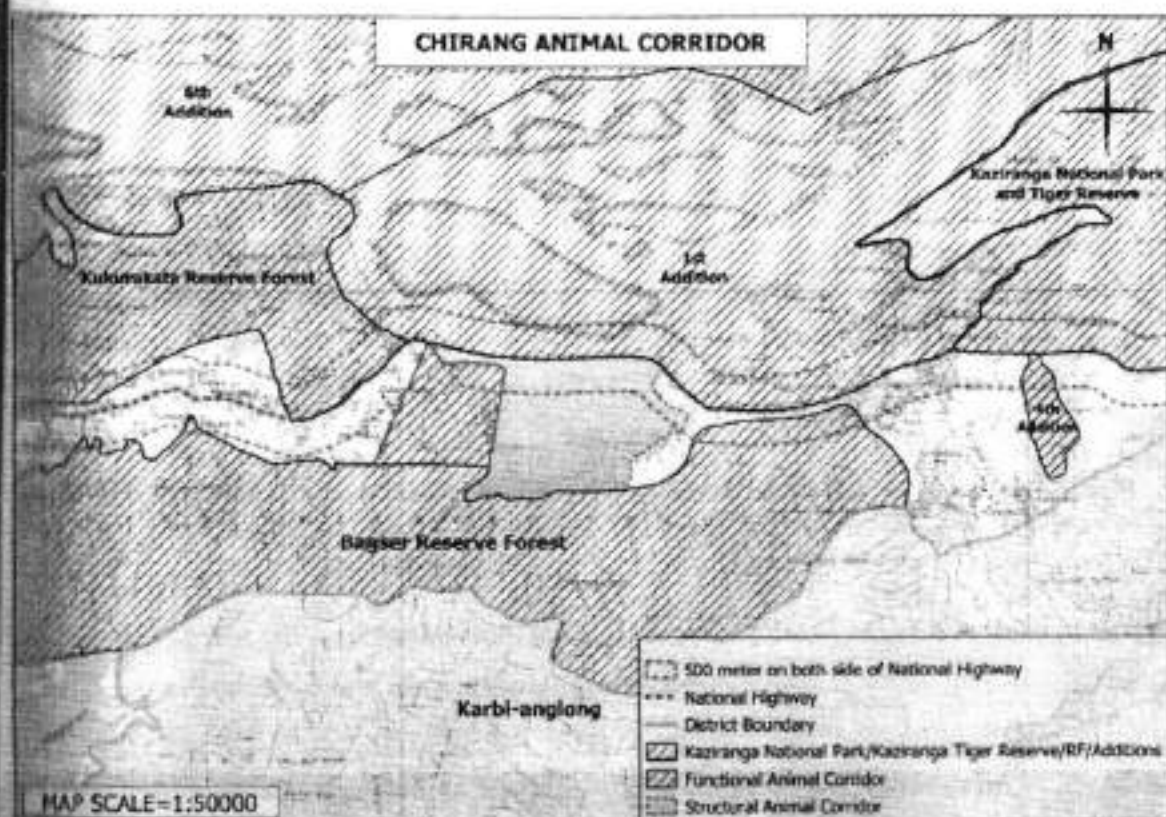 CHIRANG ANIMAL CORRIDOR
N
6th
Addition
Kaziranga National Park
and Tiger Reserve
Kukurakata Reserve Forest
1st
Addition
Addition
Bagser Reserve Forest
Karbi-anglong
500 meter on both side of National Highway
National Highway
District Boundary
Kaziranga National Park/Kaziranga Tiger Reserve/RF/Additions
Functional Animal Corridor
Structural Animal Corridor
MAP SCALE=1:50000